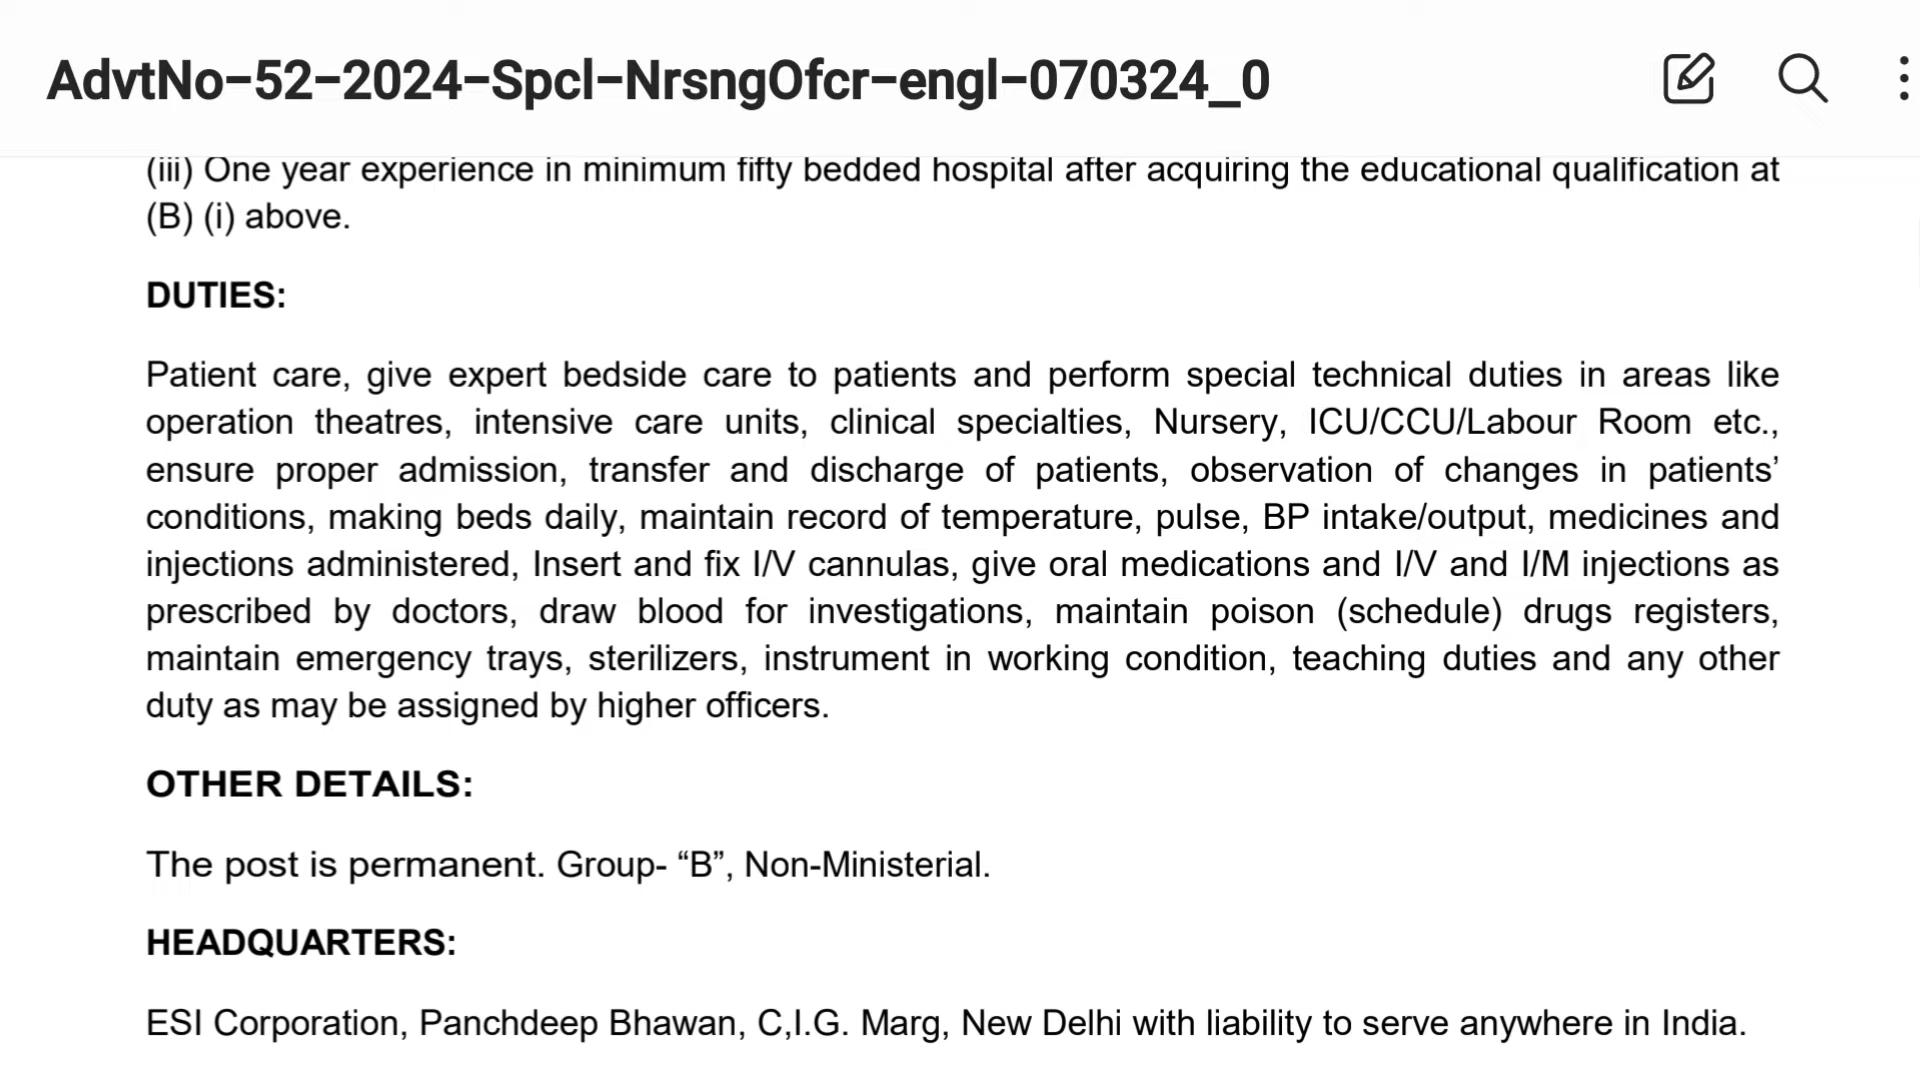 AdvtNo-52-2024-Spcl-NrsngOfcr-engl-070324_0
(iii) One year experience in minimum fifty bedded hospital after acquiring the educational qualification at
(B) (i) above.
DUTIES:
Patient care, give expert bedside care to patients and perform special technical duties in areas like
operation theatres, intensive care units, clinical specialties, Nursery, ICU/CCU/Labour Room etc.,
ensure proper admission, transfer and discharge of patients, observation of changes in patients’
conditions, making beds daily, maintain record of temperature, pulse, BP intake/output, medicines and
injections administered, Insert and fix I/V cannulas, give oral medications and I/V and I/M injections as
prescribed by doctors, draw blood for investigations, maintain poison (schedule) drugs registers,
maintain emergency trays, sterilizers, instrument in working condition, teaching duties and any other
duty as may be assigned by higher officers.
OTHER DETAILS:
The post is permanent. Group- “B”, Non-Ministerial.
HEADQUARTERS:
ESI Corporation, Panchdeep Bhawan, C,I.G. Marg, New Delhi with liability to serve anywhere in India.